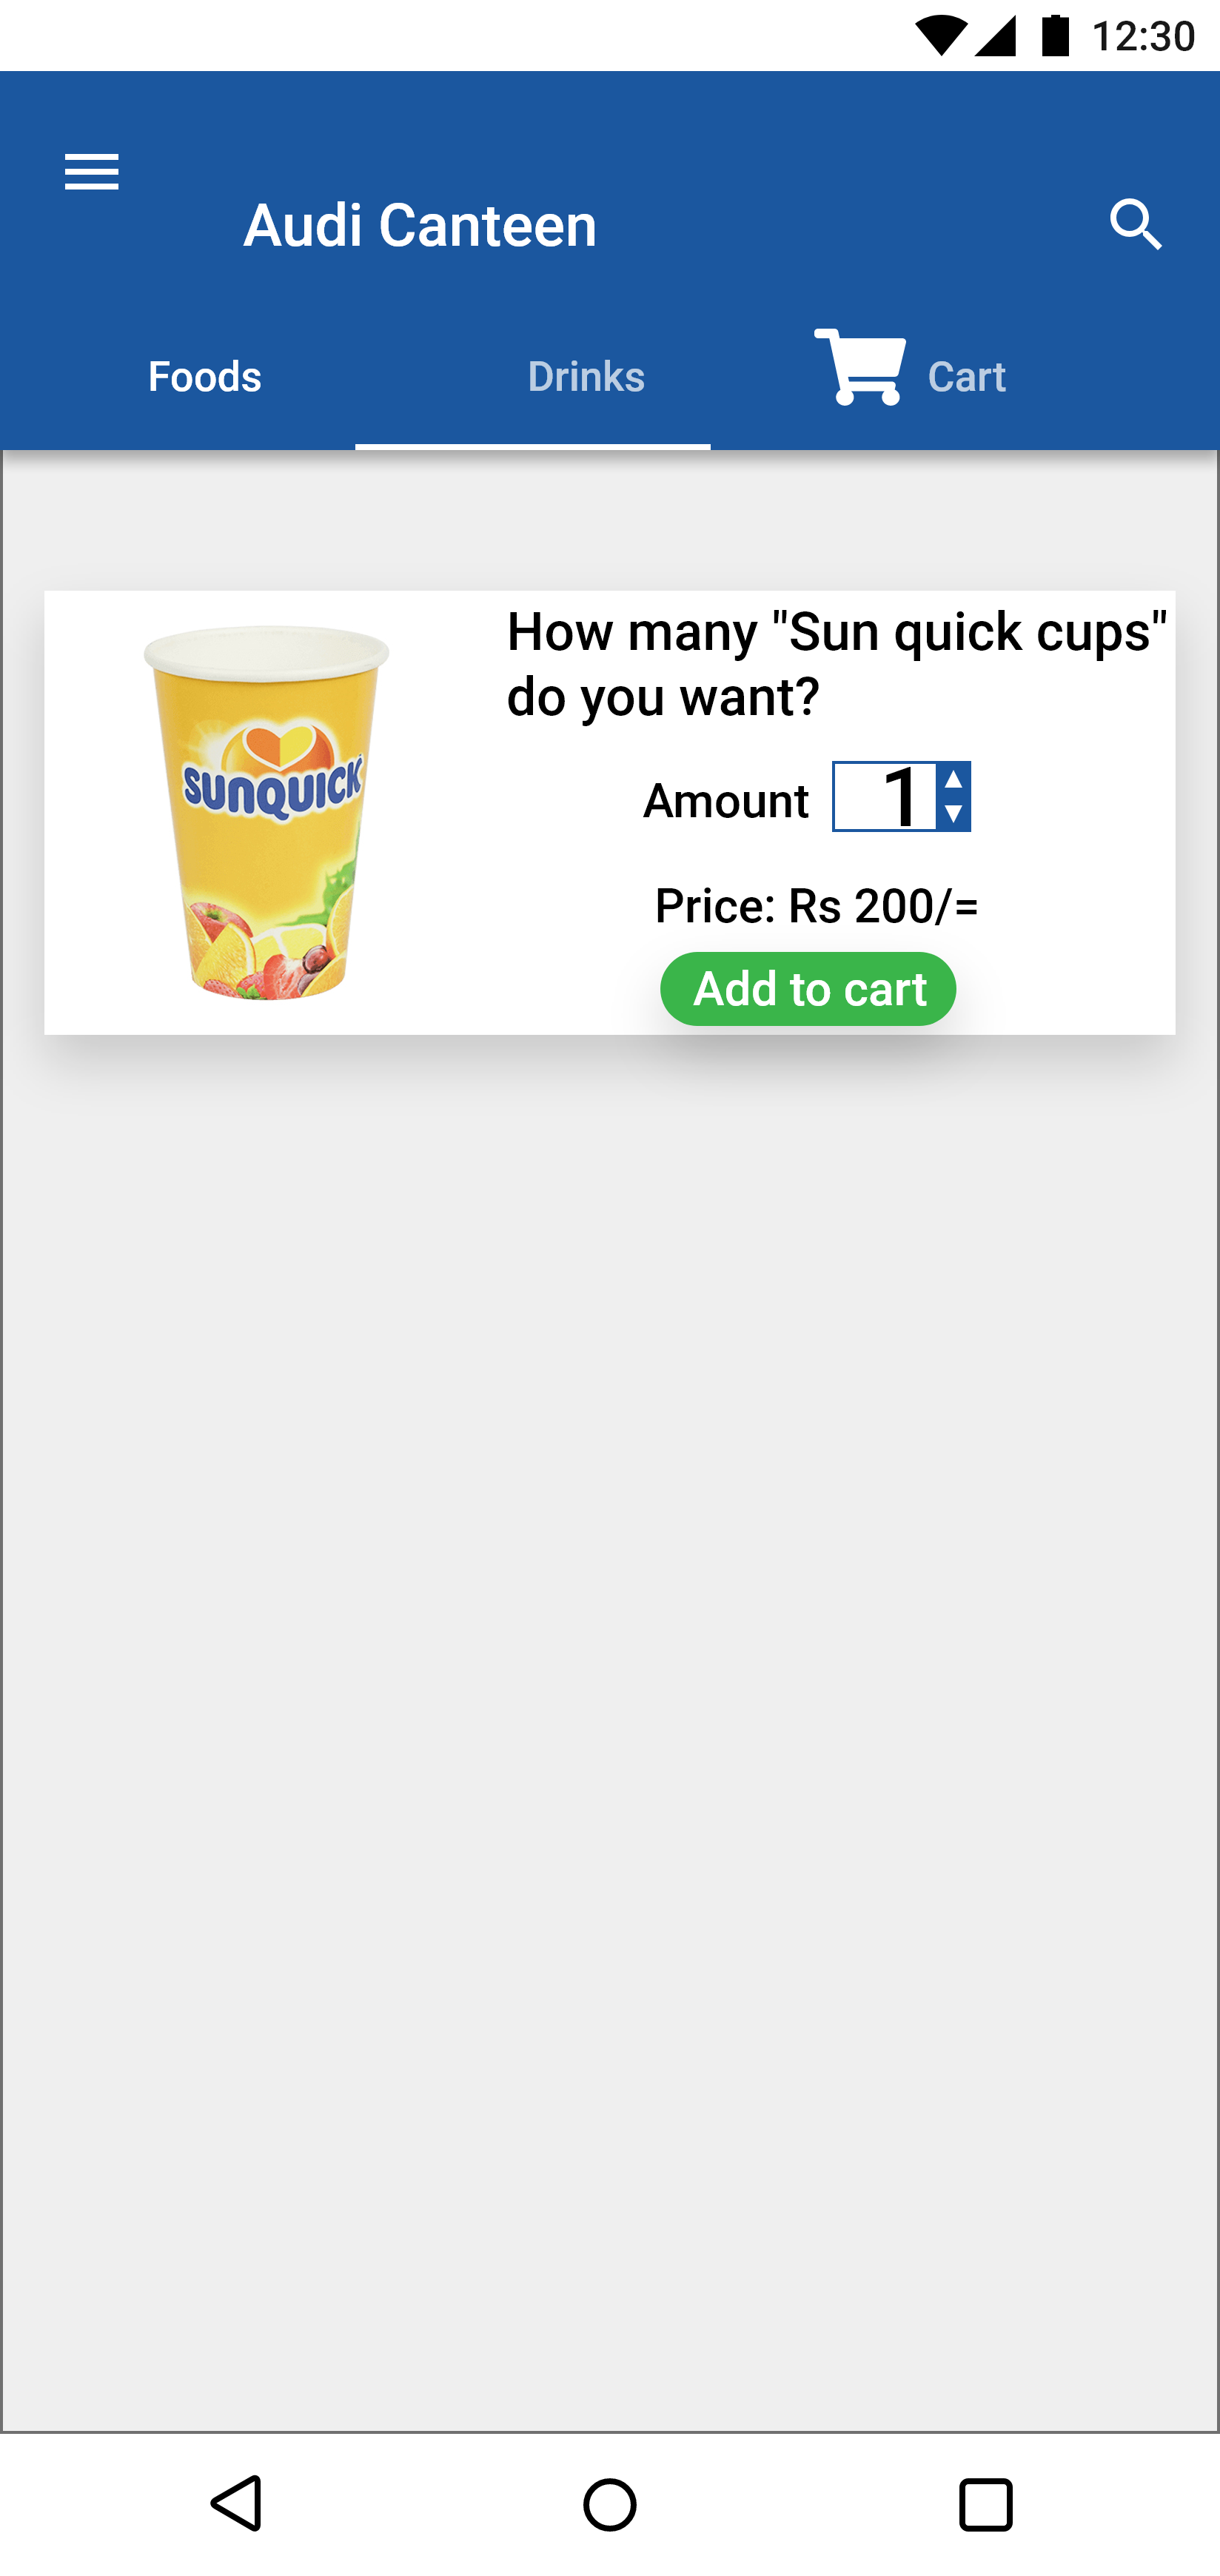 12:30
Audi Canteen
Foods
Drinks
Cart
How many "Sun quick cups"
do you want?
SUNQUICK
Amount 1
Price: Rs 200/=
Add to cart